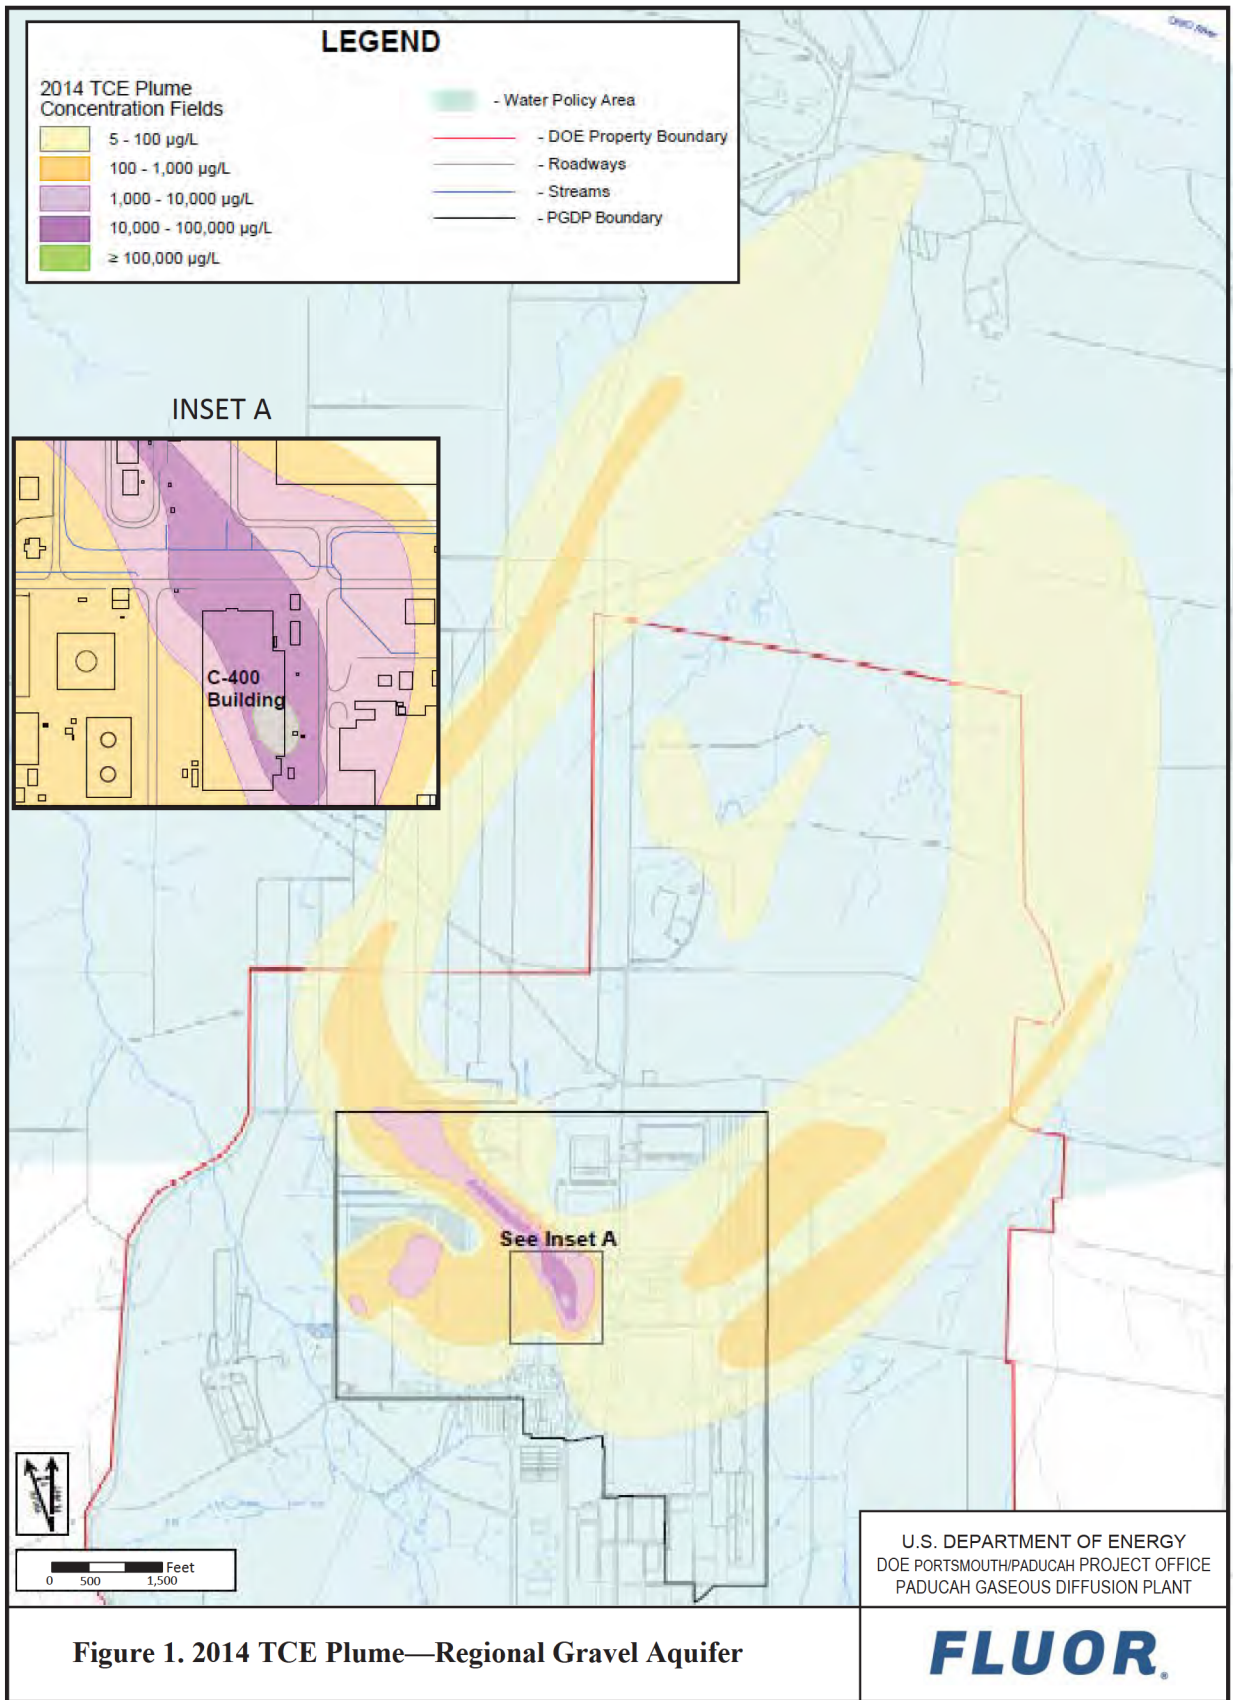 Ohio River
LEGEND
2014 TCE Plume
Concentration Fields
5 - 100 µg/L
100 - 1,000 µg/L
1,000 - 10,000 µg/L
10,000 - 100,000 µg/L
≥ 100,000 µg/L
- Water Policy Area
- DOE Property Boundary
- Roadways
- Streams
- PGDP Boundary
INSET A
C-400
Building
See Inset A
Feet
0 500 1,500
U.S. DEPARTMENT OF ENERGY
DOE PORTSMOUTH/PADUCAH PROJECT OFFICE
PADUCAH GASEOUS DIFFUSION PLANT
Figure 1. 2014 TCE Plume—Regional Gravel Aquifer
FLUOR®